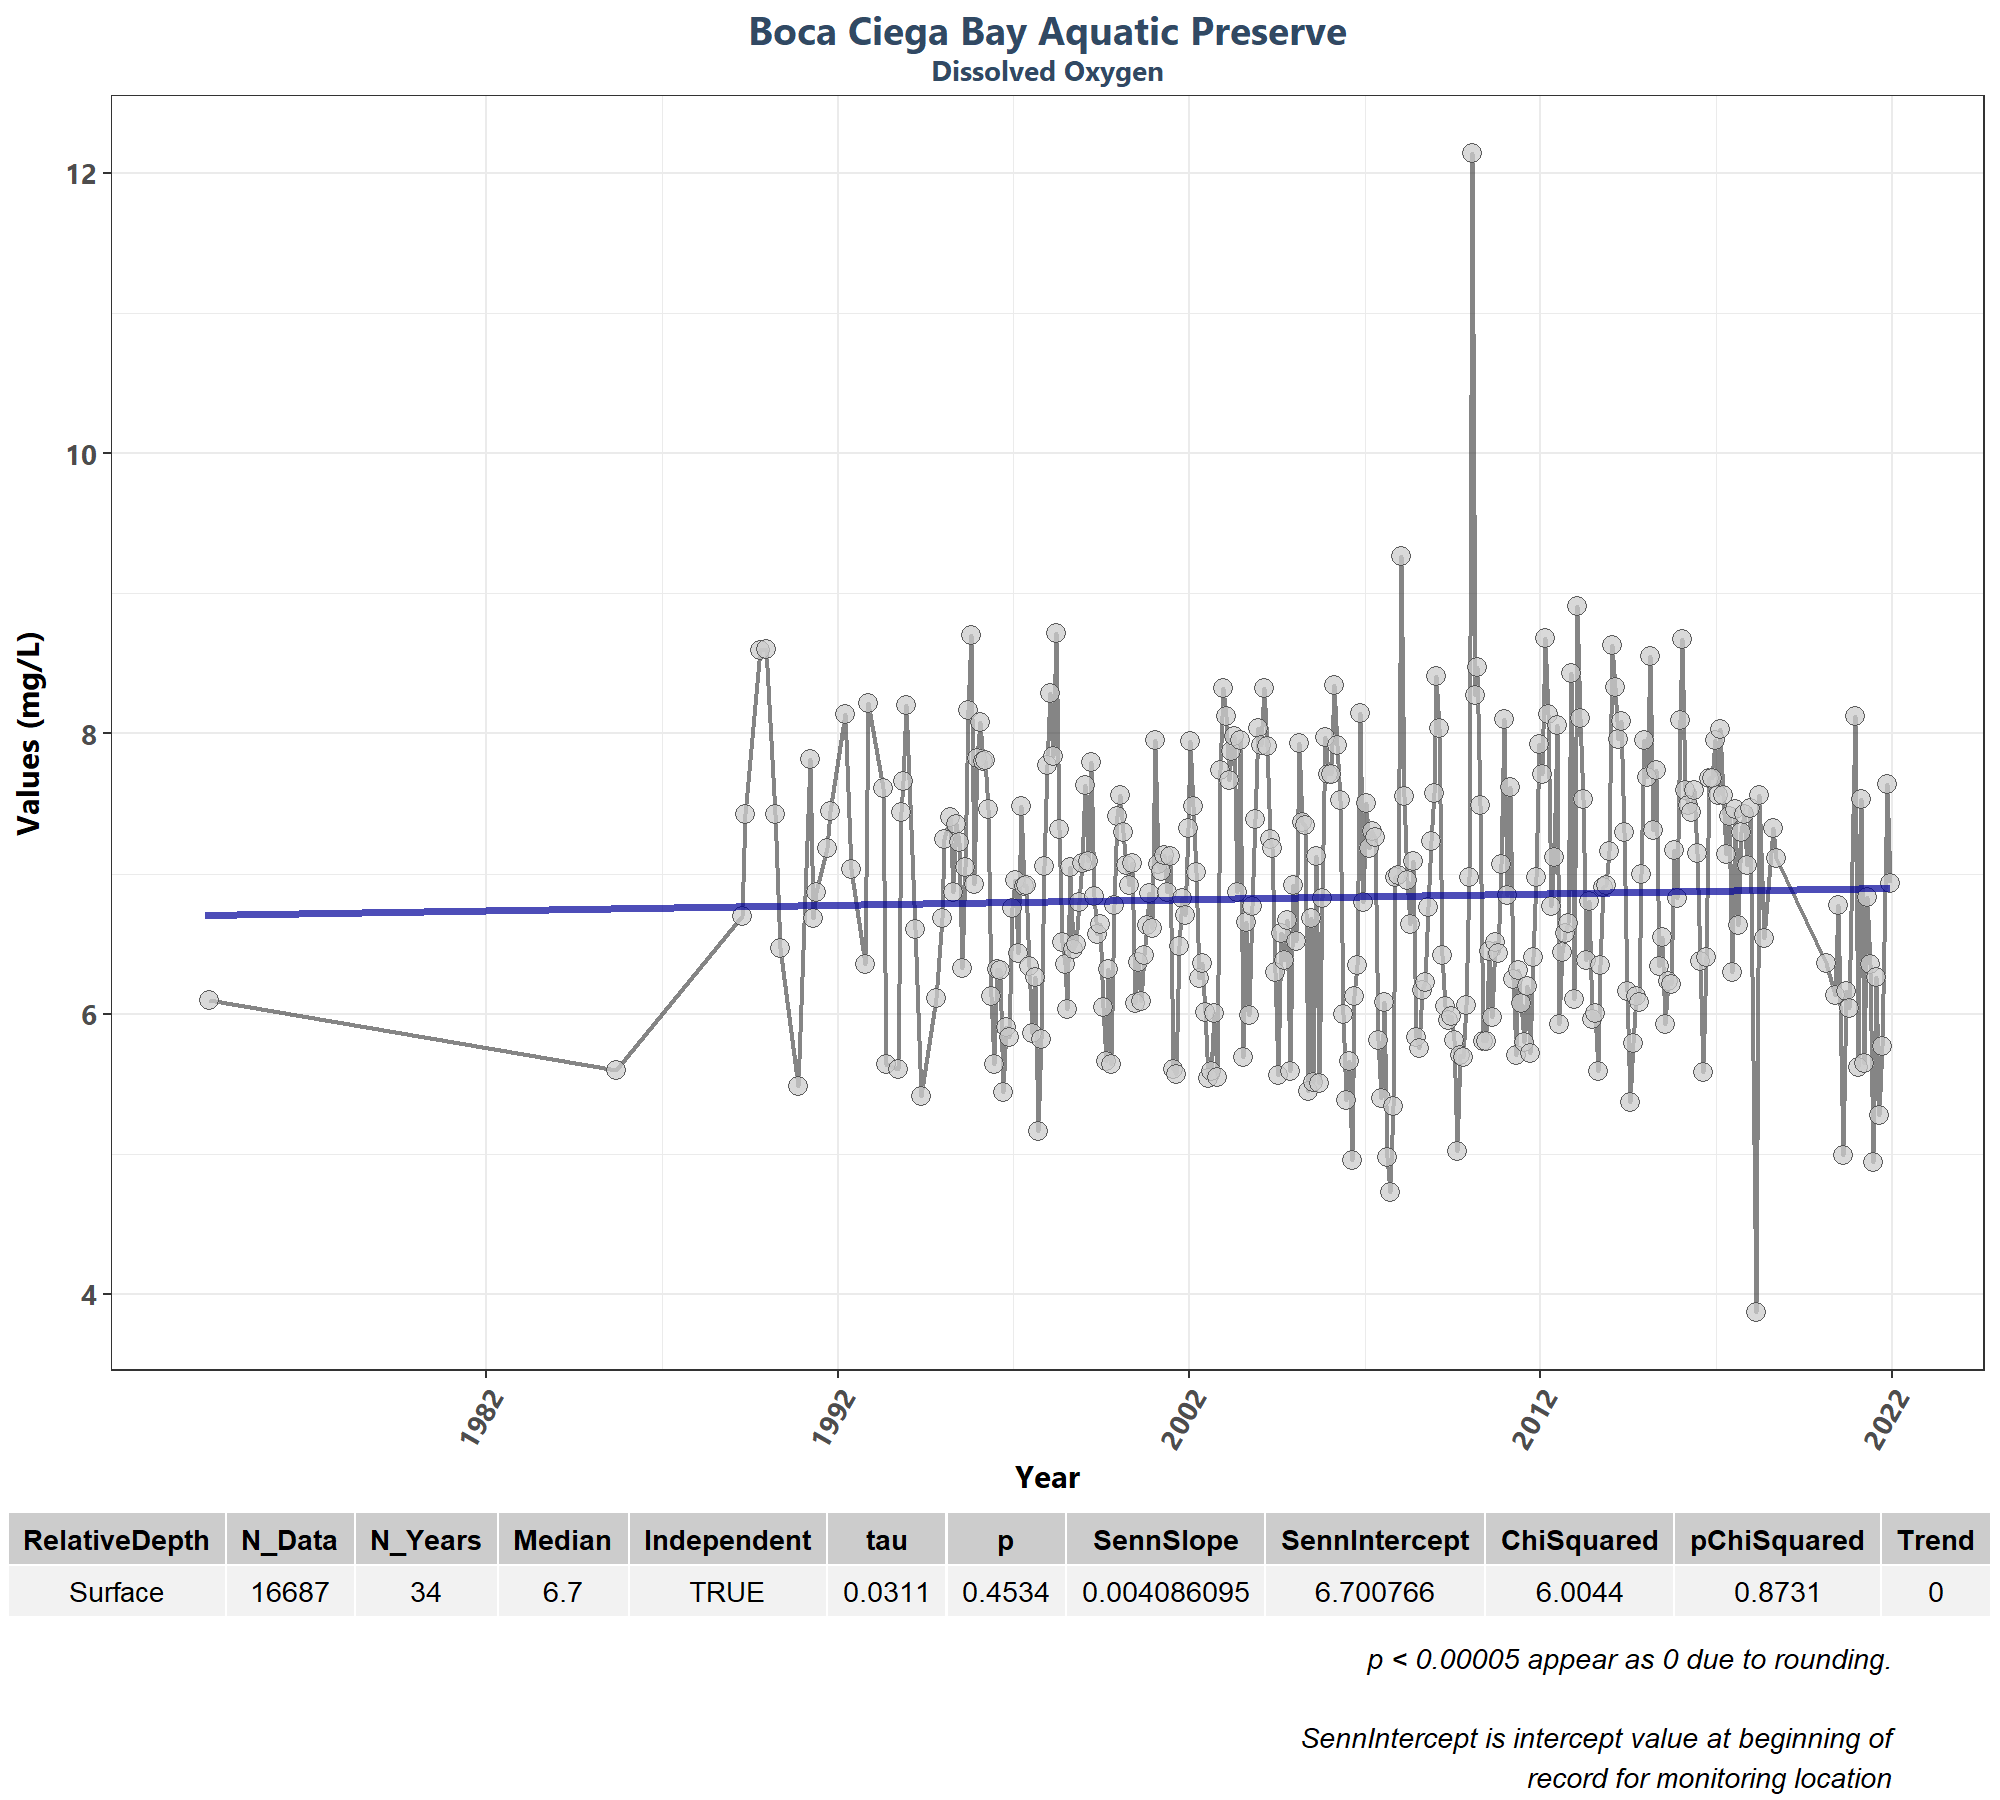 Boca Ciega Bay Aquatic Preserve
Dissolved Oxygen
Values (mg/L)
12
10
8
6
4
1982
1992
2002
2012
2022
Year
RelativeDepth N_Data N_Years Median Independent tau p SennSlope SennIntercept ChiSquared pChiSquared Trend
Surface 16687 34 6.7 TRUE 0.0311 0.4534 0.004086095 6.700766 6.0044 0.8731 0
p < 0.00005 appear as 0 due to rounding.
SennIntercept is intercept value at beginning of
record for monitoring location